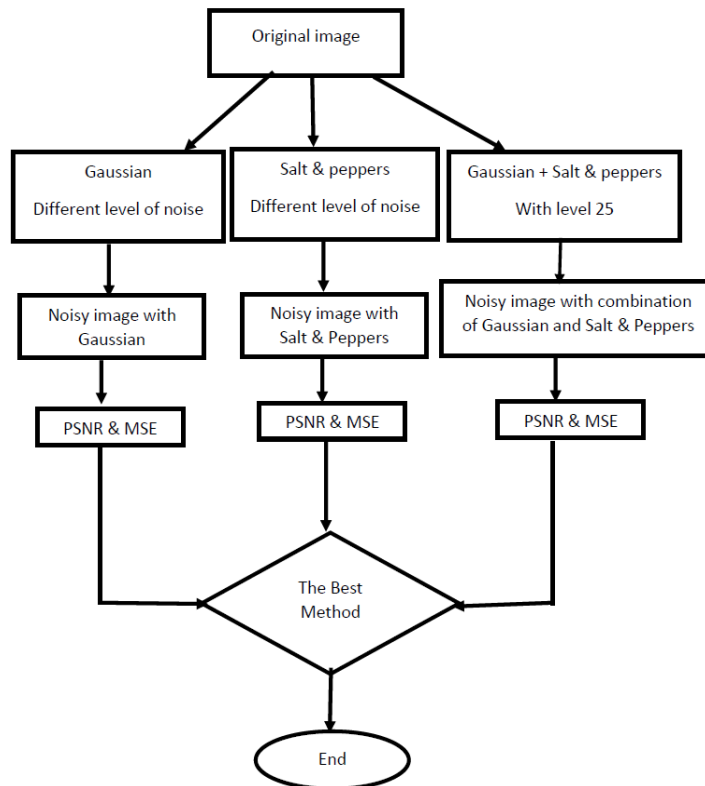 Original image
Gaussian
Different level of noise
Salt & peppers
Different level of noise
Gaussian + Salt & peppers
With level 25
Noisy image with
Gaussian
Noisy image with
Salt & Peppers
Noisy image with combination
of Gaussian and Salt & Peppers
PSNR & MSE
PSNR & MSE
PSNR & MSE
The Best
Method
End